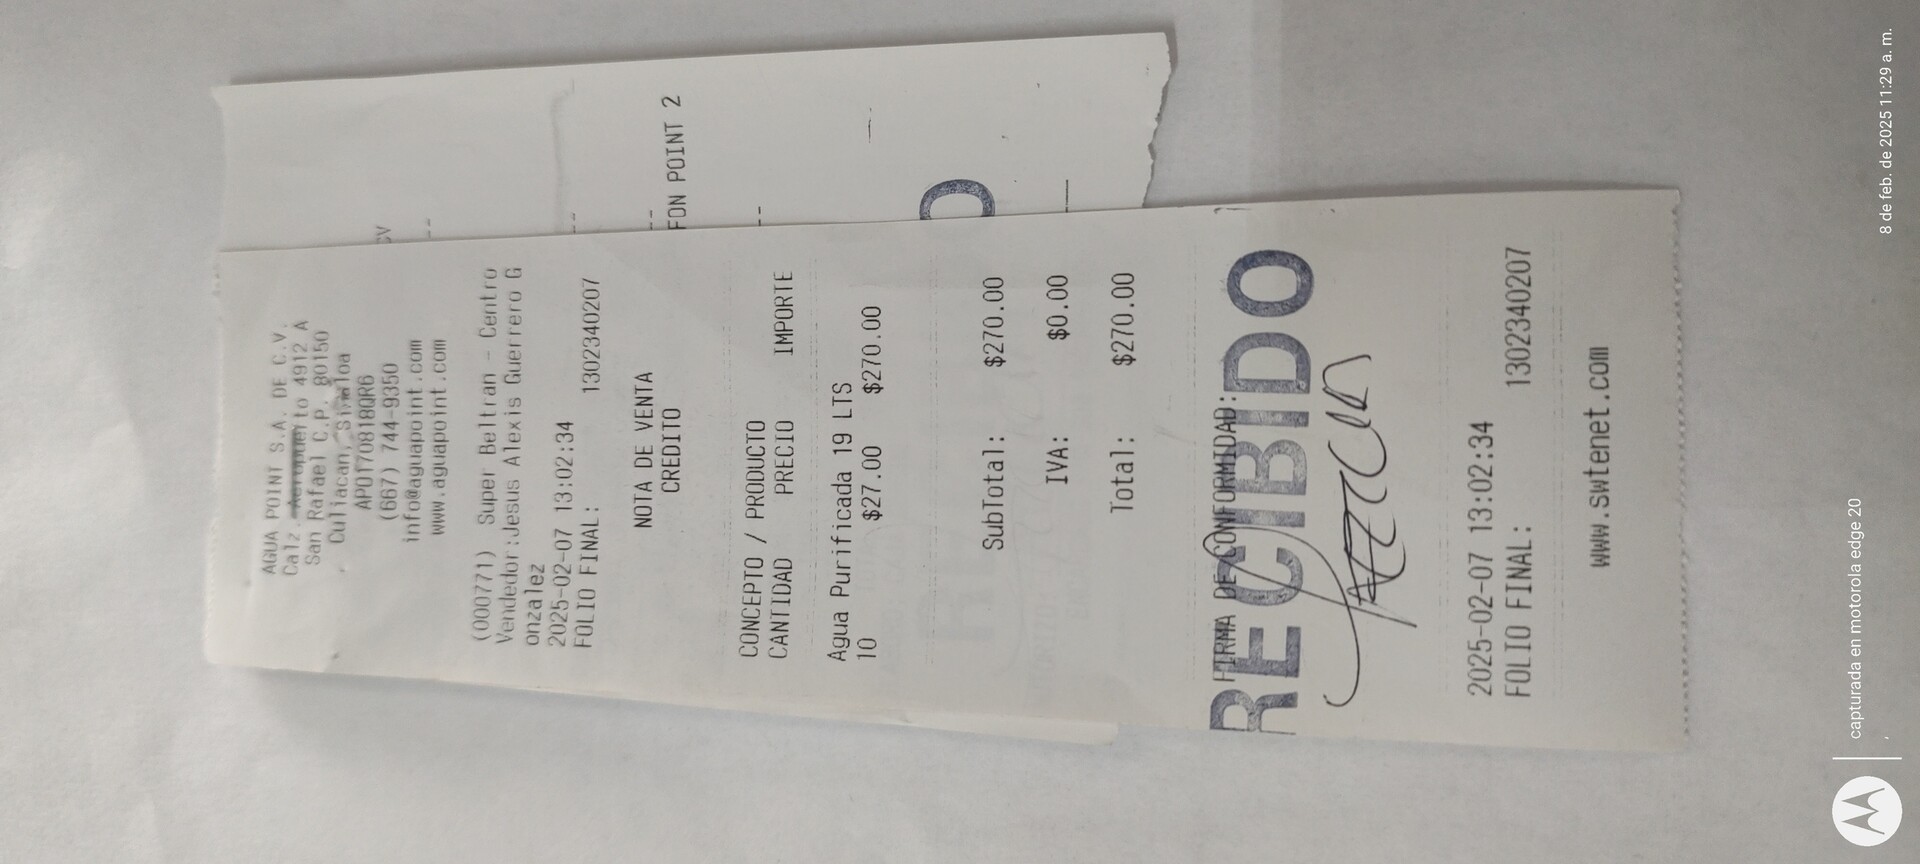 AGUA POINT S.A. DE C.V.
Calz. Aeropuerto 4912 A
San Rafael C.P. 80150
Culiacan, Sinaloa
(667) 744-9350
info@aguapoint.com
www.aguapoint.com
(000771) Super Beltran - Centro
Vendedor:Jesus Alexis Guerrero G
onzalez
2025-02-07 13:02:34
FOLIO FINAL: 1302340207
NOTA DE VENTA
CREDITO
CONCEPTO / PRODUCTO
CANTIDAD PRECIO IMPORTE
Agua Purificada 19 LTS
10 $27.00 $270.00
SubTotal: $270.00
IVA: $0.00
Total: $270.00
FIRMA DE CONFORMIDAD:
RECIBIDO
2025-02-07 13:02:34
FOLIO FINAL: 1302340207
www.swtenet.com
CV
FON POINT 2
O
capturada en motorola edge 20
8 de feb. de 2025 11:29 a. m.